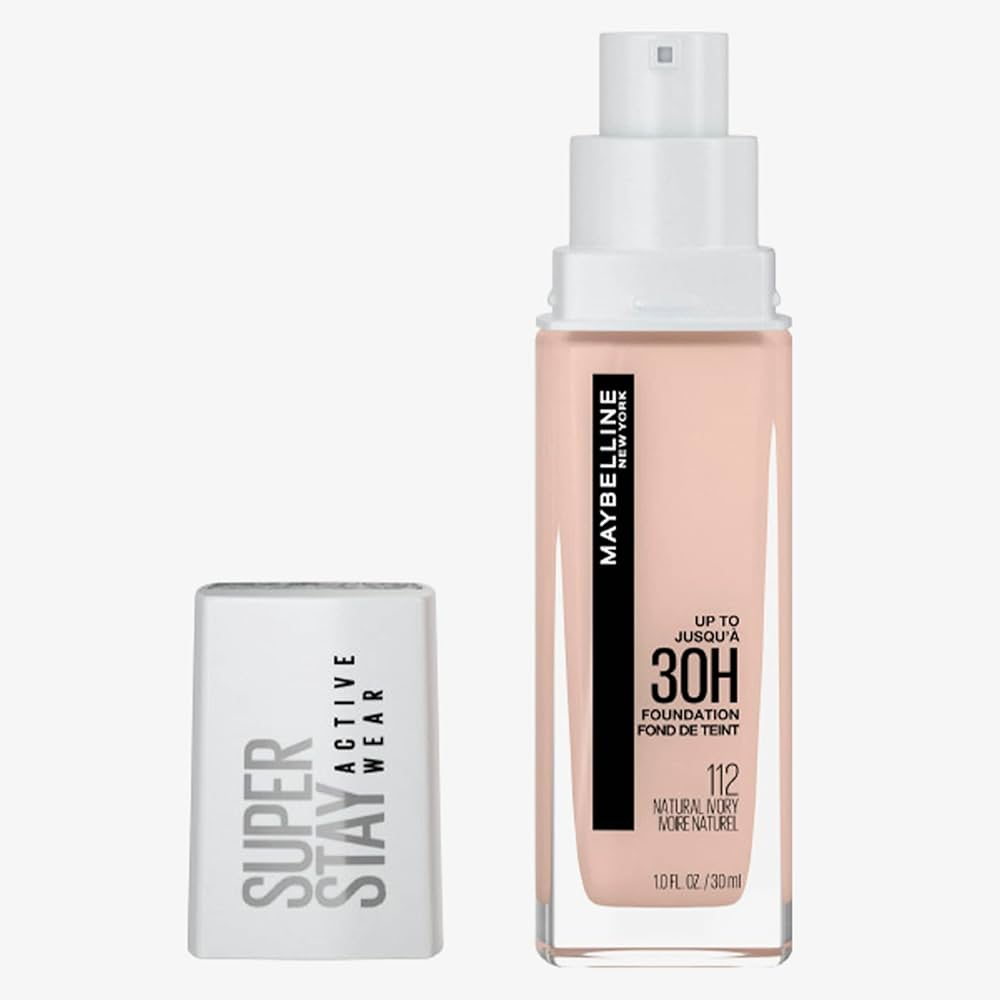 SUPER
STAY
ACTIVE
WEAR
MAYBELLINE
NEW YORK
UP TO
JUSQU'À
30H
FOUNDATION
FOND DE TEINT
112
NATURAL IVORY
IVOIRE NATUREL
1.0 FL. OZ. / 30 ml